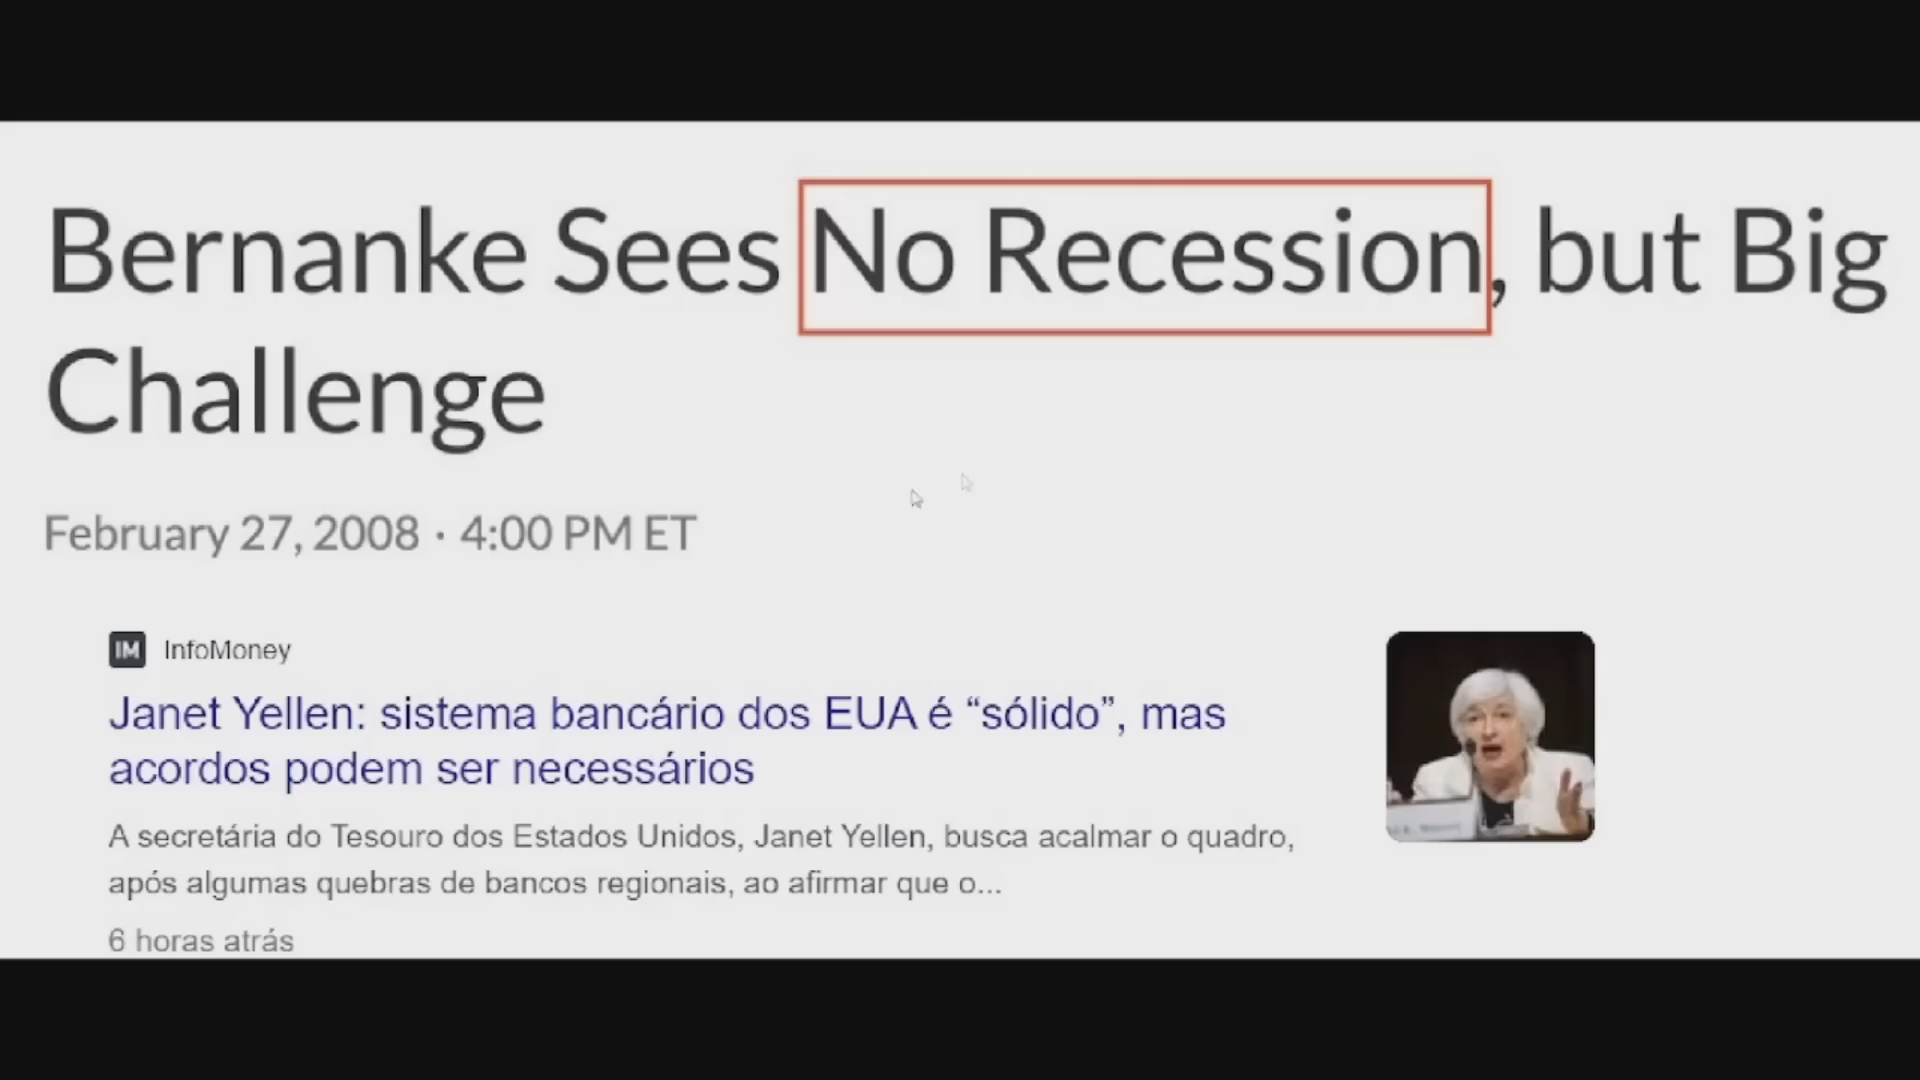 Bernanke Sees No Recession, but Big
Challenge
February 27, 2008 · 4:00 PM ET
IM InfoMoney
Janet Yellen: sistema bancário dos EUA é “sólido”, mas
acordos podem ser necessários
A secretária do Tesouro dos Estados Unidos, Janet Yellen, busca acalmar o quadro,
após algumas quebras de bancos regionais, ao afirmar que o...
6 horas atrás